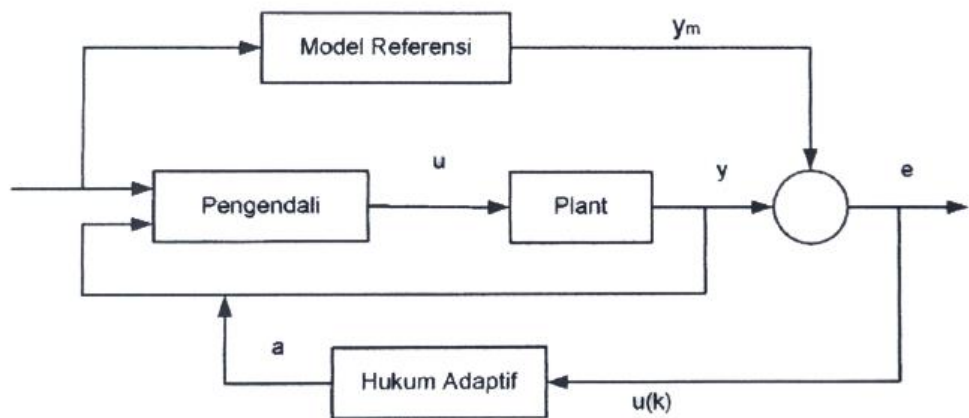 Model Referensi
ym
Pengendali
u
Plant
y
e
a
Hukum Adaptif
u(k)